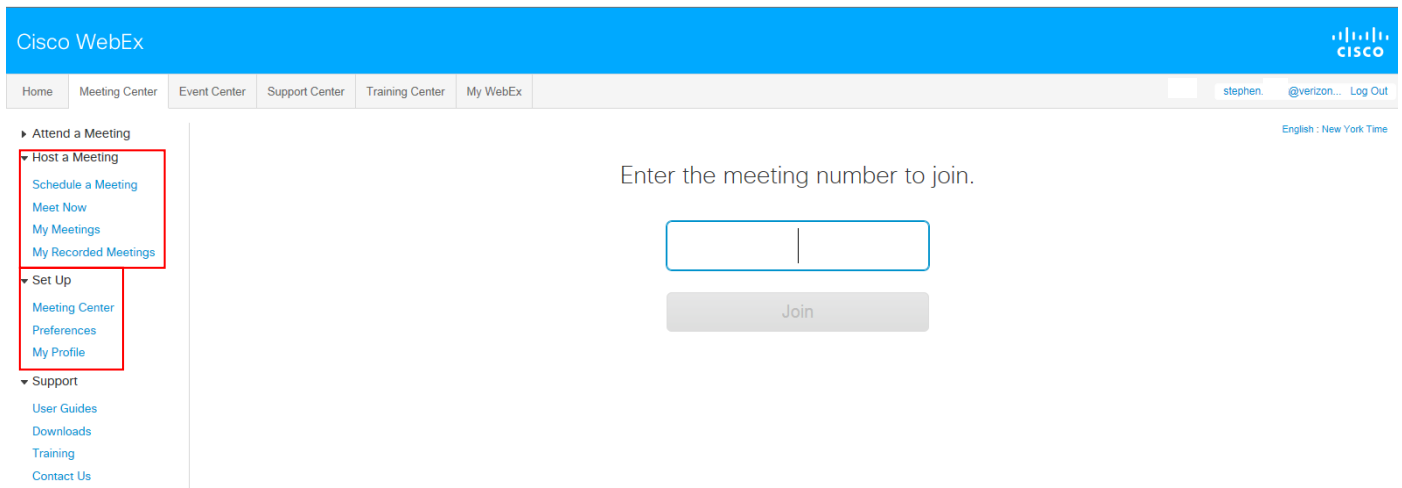 Cisco WebEx
CISCO
Home Meeting Center Event Center Support Center Training Center My WebEx stephen. @verizon... Log Out
English : New York Time
Attend a Meeting
Host a Meeting
Schedule a Meeting
Meet Now
My Meetings
My Recorded Meetings
Set Up
Meeting Center
Preferences
My Profile
Support
User Guides
Downloads
Training
Contact Us
Enter the meeting number to join.
Join